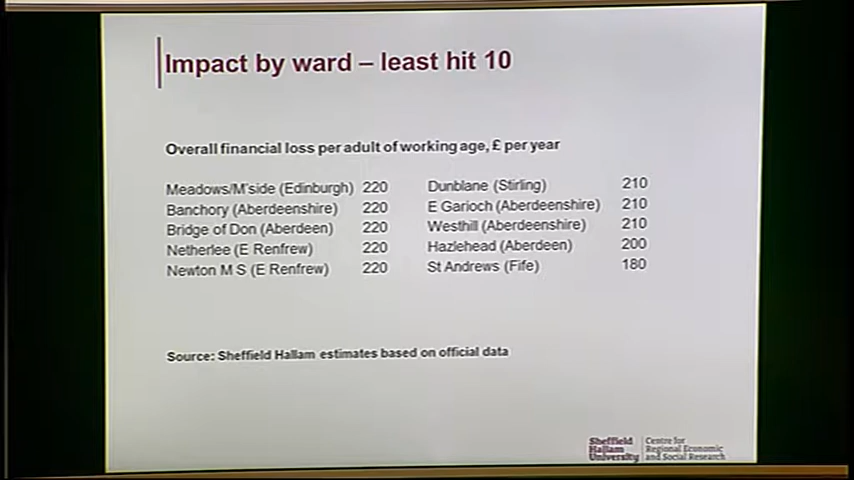 Impact by ward – least hit 10
Overall financial loss per adult of working age, £ per year
Meadows/M'side (Edinburgh) 220
Banchory (Aberdeenshire) 220
Bridge of Don (Aberdeen) 220
Netherlee (E Renfrew) 220
Newton M S (E Renfrew) 220
Dunblane (Stirling) 210
E Garioch (Aberdeenshire) 210
Westhill (Aberdeenshire) 210
Hazlehead (Aberdeen) 200
St Andrews (Fife) 180
Source: Sheffield Hallam estimates based on official data
Sheffield
Hallam
University
Centre for
Regional Economic
and Social Research